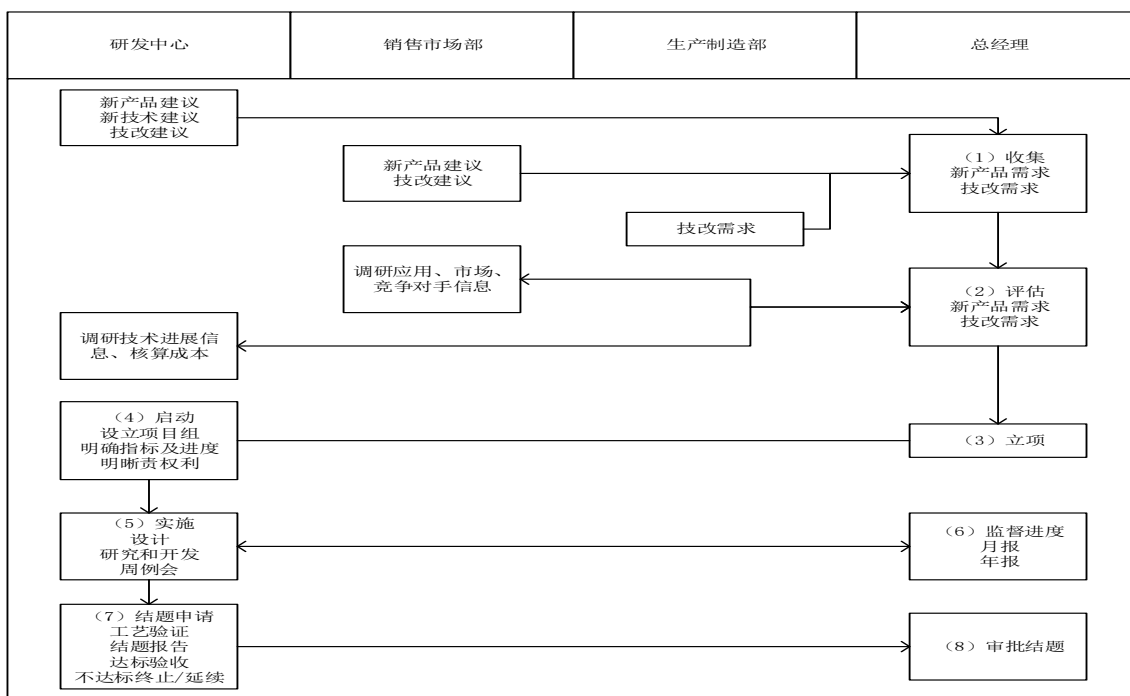 研发中心
销售市场部
生产制造部
总经理
新产品建议
新技术建议
技改建议
新产品建议
技改建议
(1)收集
新产品需求
技改需求
技改需求
调研应用、市场、
竞争对手信息
(2)评估
新产品需求
技改需求
调研技术进展信
息、核算成本
(4)启动
设立项目组
明确指标及进度
明晰责权利
(3)立项
(5)实施
设计
研究和开发
周例会
(6)监督进度
月报
年报
(7)结题申请
工艺验证
结题报告
达标验收
不达标终止/延续
(8)审批结题